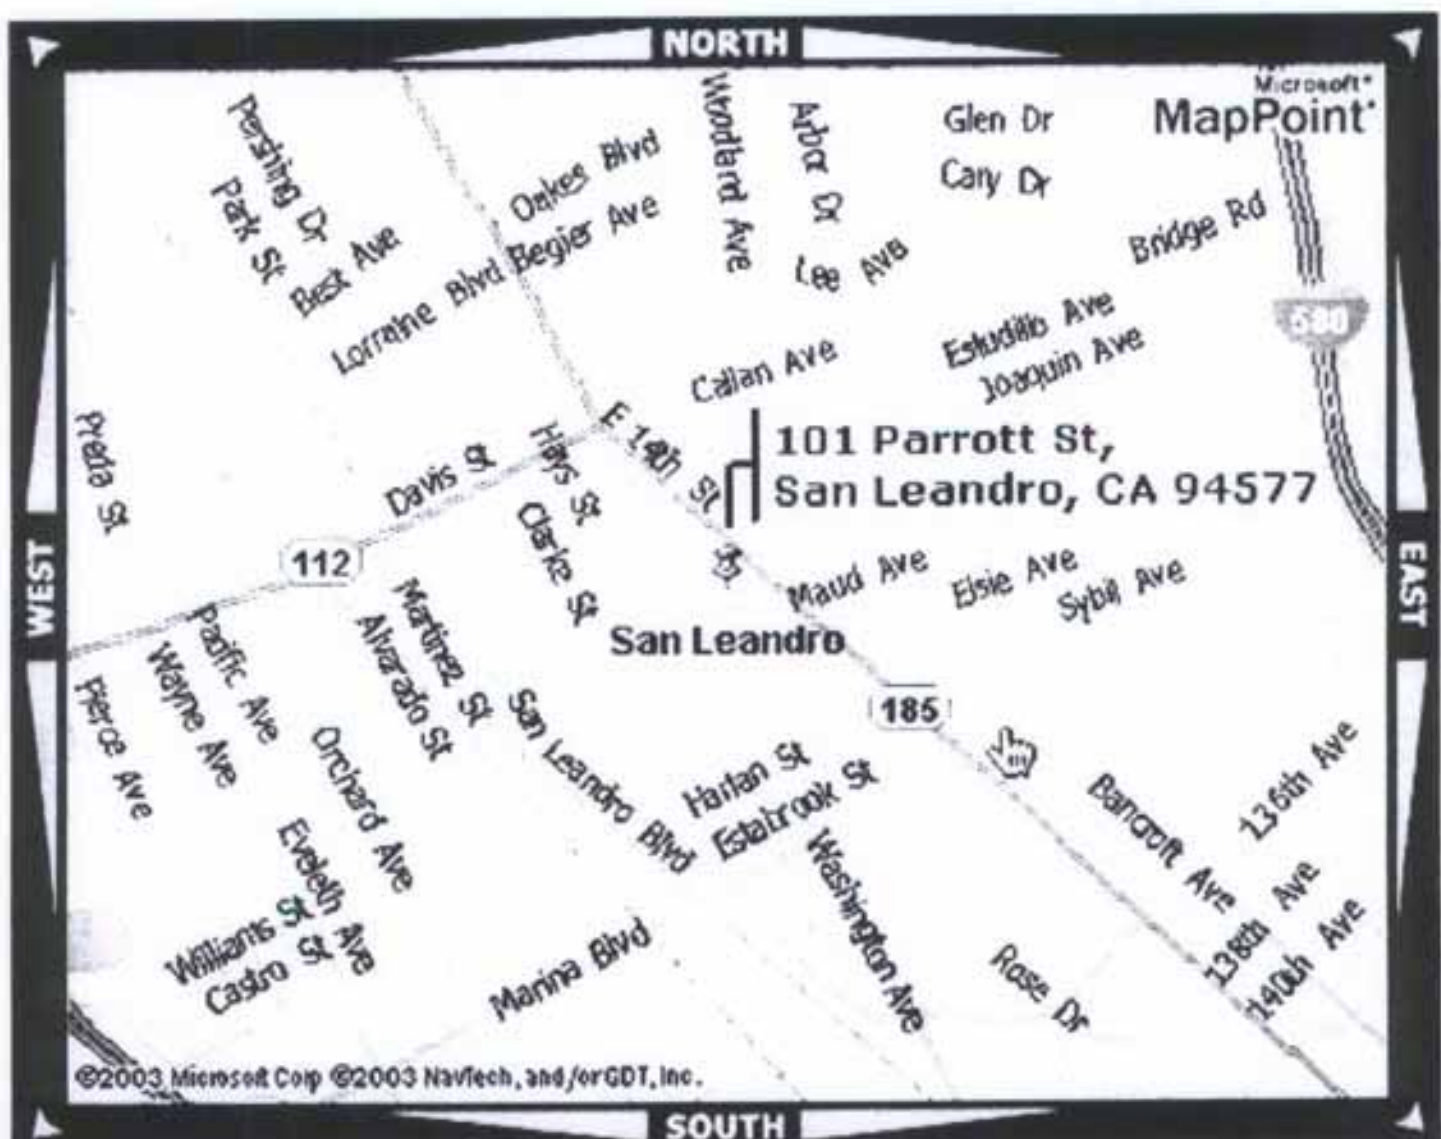 NORTH
Microsoft
MapPoint
Pershing Dr
Park St
Best Ave
Oakes Blvd
Lorraine Blvd
Begier Ave
Woodland Ave
Arbor Dr
Lee Ave
Glen Dr
Cary Dr
Bridge Rd
580
Callan Ave
Estudillo Ave
Joaquin Ave
E 14th St
101 Parrott St,
San Leandro, CA 94577
Davis St
Hays St
Clarke St
112
Maud Ave
Elsie Ave
Sybil Ave
WEST
EAST
San Leandro
185
Pacific Ave
Wayne Ave
Pierce Ave
Martinez St
Alvarado St
San Leandro Blvd
Orchard Ave
Eveleth Ave
Harlan St
Estabrook St
Washington Ave
Bancroft Ave
136th Ave
138th Ave
140th Ave
Williams St
Castro St
Marina Blvd
Rose Dr
©2003 Microsoft Corp ©2003 NavTech, and/or GDT, Inc.
SOUTH